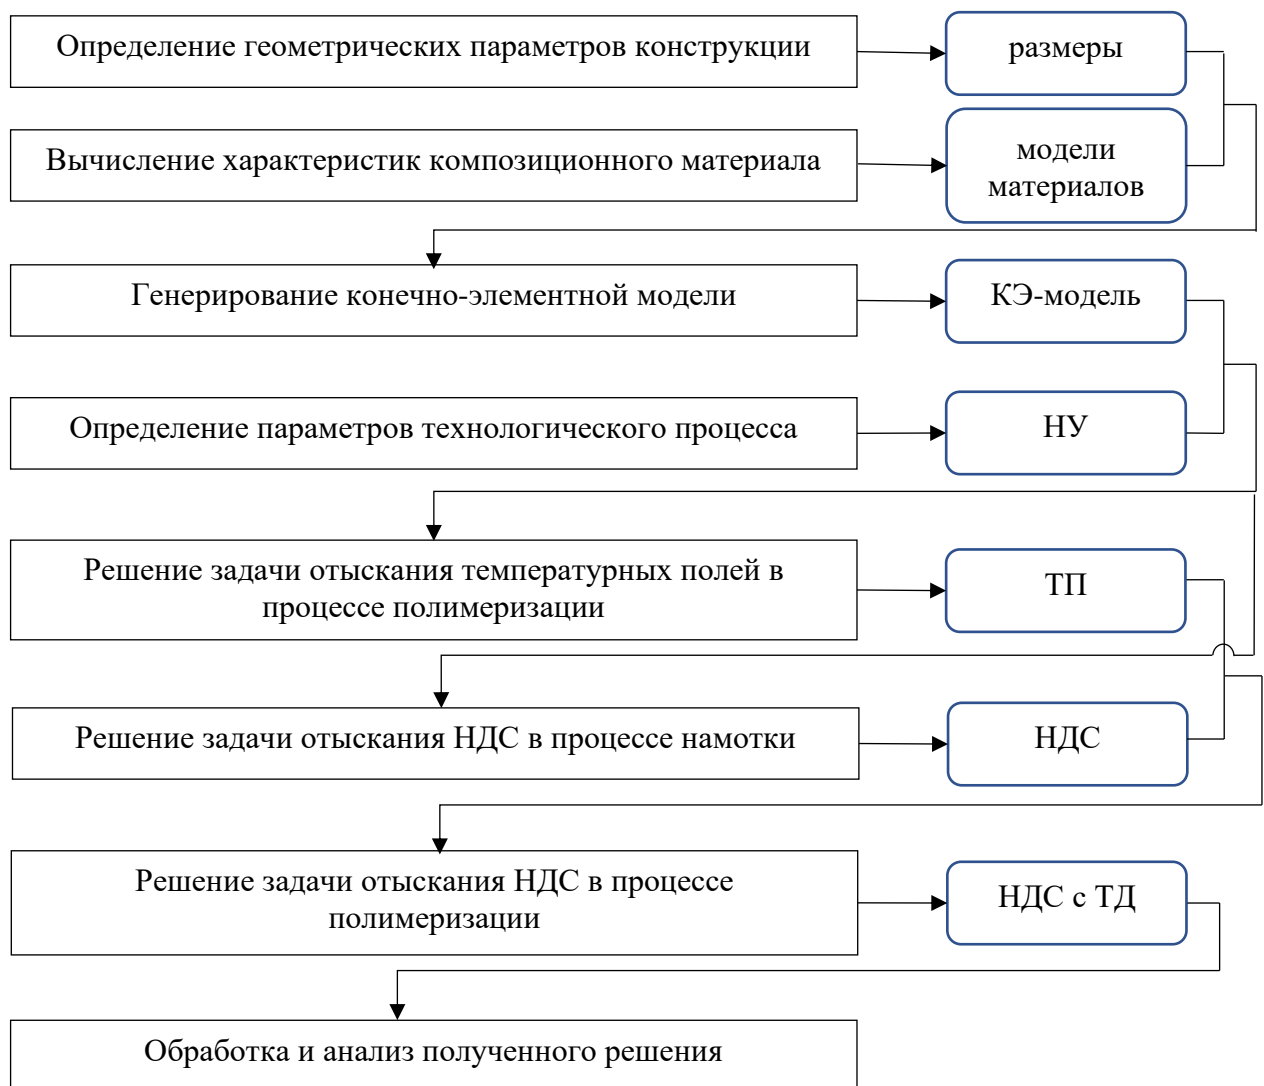 Определение геометрических параметров конструкции
размеры
Вычисление характеристик композиционного материала
модели
материалов
Генерирование конечно-элементной модели
КЭ-модель
Определение параметров технологического процесса
НУ
Решение задачи отыскания температурных полей в
процессе полимеризации
ТП
Решение задачи отыскания НДС в процессе намотки
НДС
Решение задачи отыскания НДС в процессе
полимеризации
НДС с ТД
Обработка и анализ полученного решения